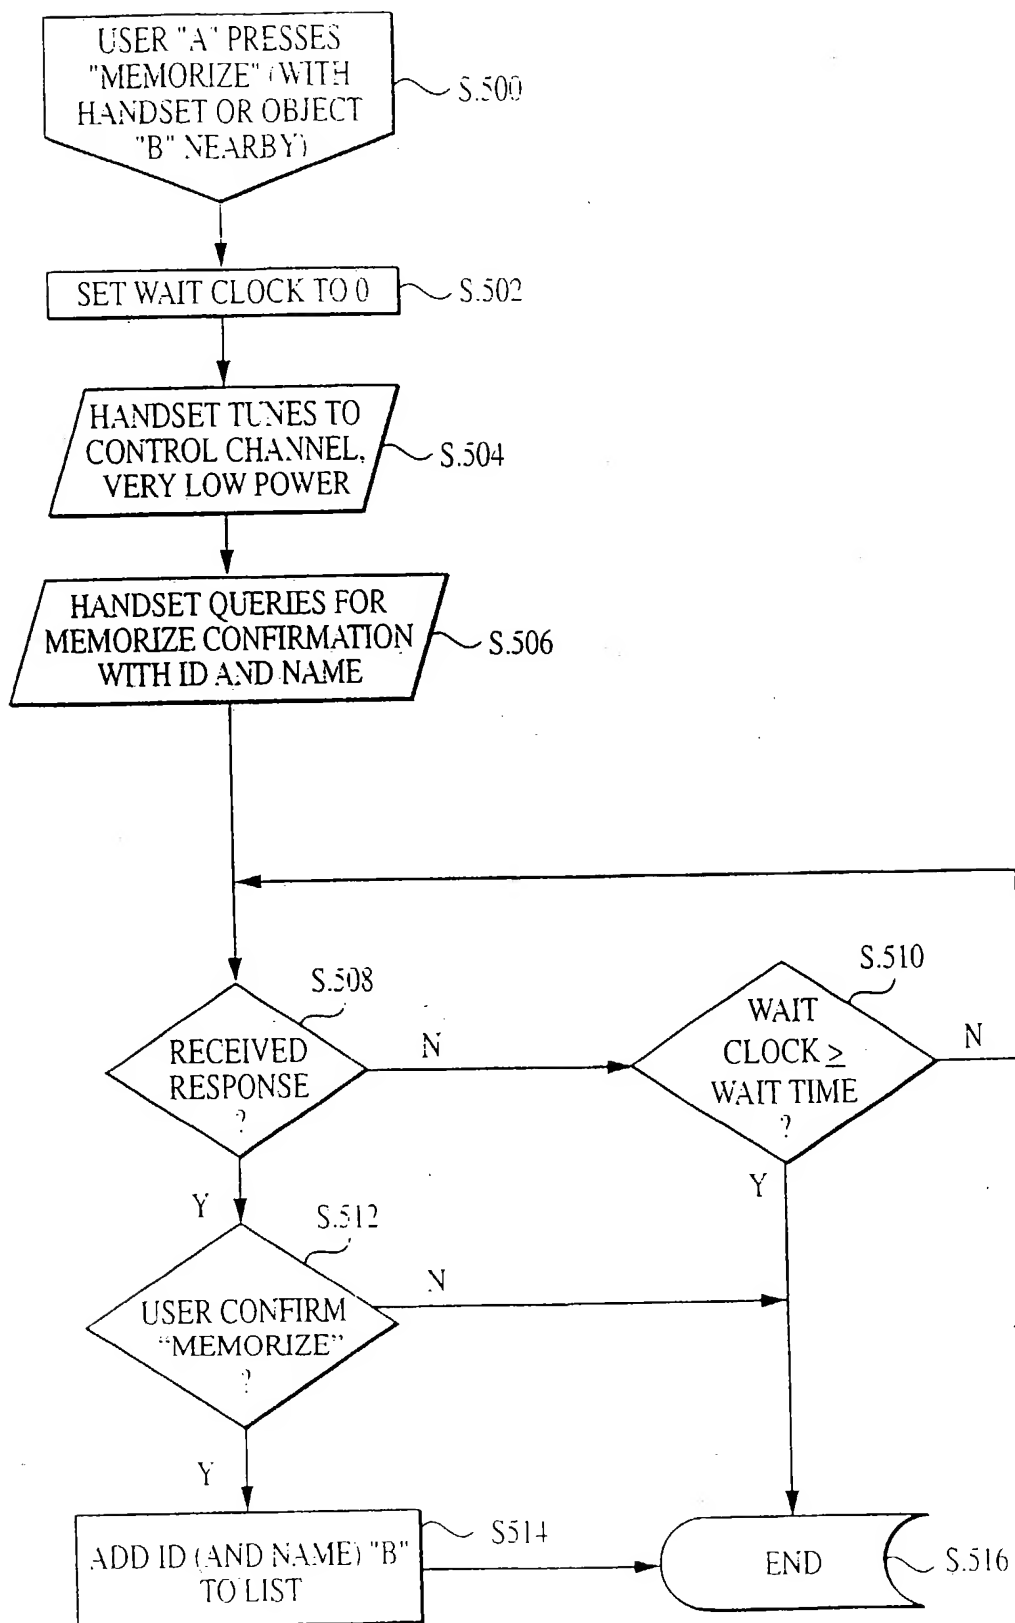 USER "A" PRESSES
"MEMORIZE" (WITH
HANDSET OR OBJECT
"B" NEARBY)
S.500
SET WAIT CLOCK TO 0
S.502
HANDSET TUNES TO
CONTROL CHANNEL,
VERY LOW POWER
S.504
HANDSET QUERIES FOR
MEMORIZE CONFIRMATION
WITH ID AND NAME
S.506
S.508
RECEIVED
RESPONSE
?
N
Y
S.510
WAIT
CLOCK ≥
WAIT TIME
?
N
Y
S.512
USER CONFIRM
“MEMORIZE”
?
N
Y
ADD ID (AND NAME) "B"
TO LIST
S514
END
S.516